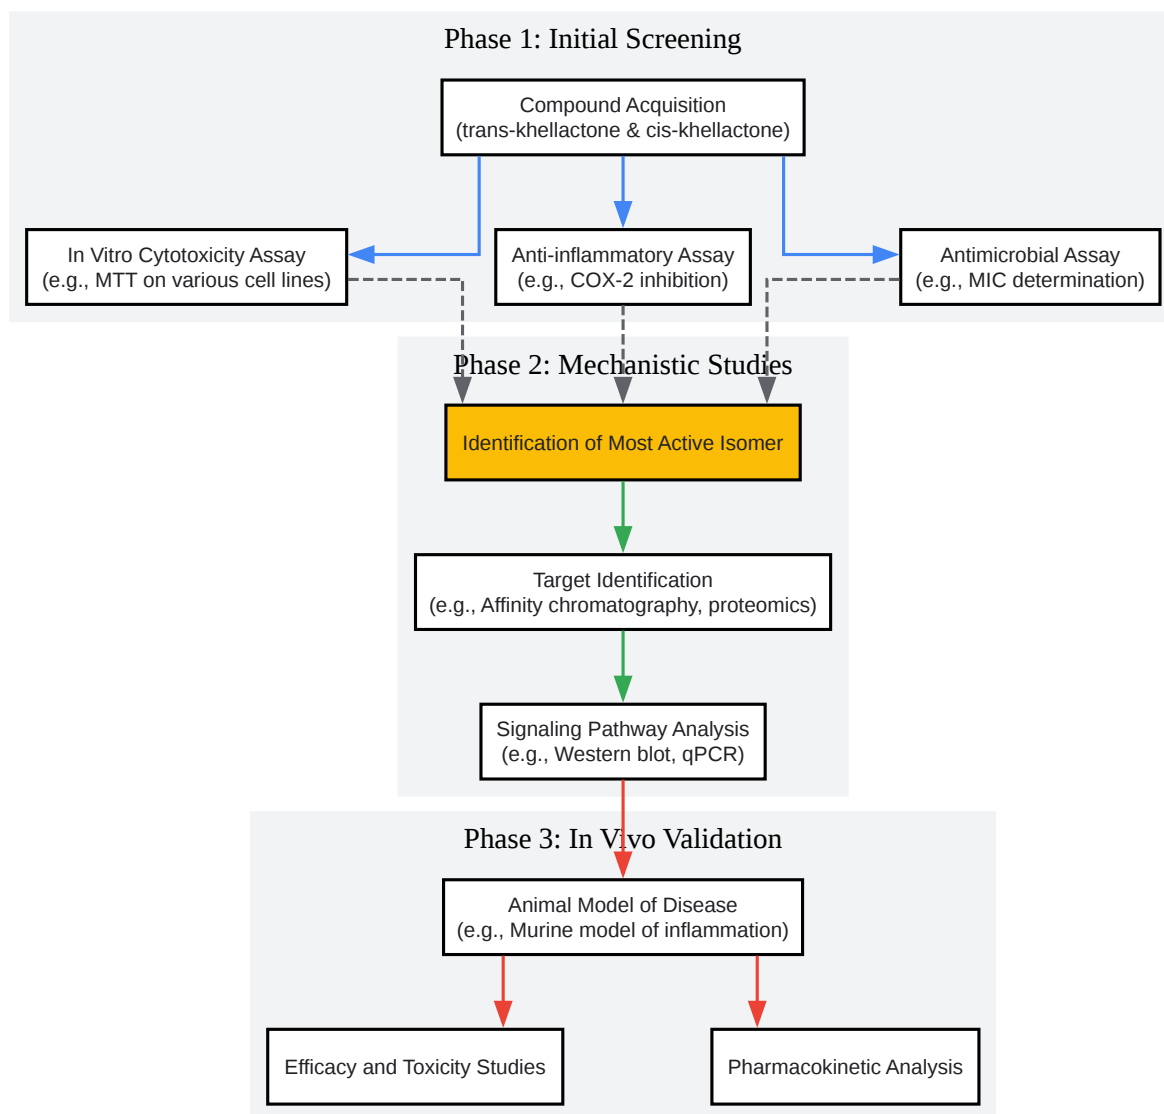 Phase 1: Initial Screening
Compound Acquisition
(trans-khellactone & cis-khellactone)
In Vitro Cytotoxicity Assay
(e.g., MTT on various cell lines)
Anti-inflammatory Assay
(e.g., COX-2 inhibition)
Antimicrobial Assay
(e.g., MIC determination)
Phase 2: Mechanistic Studies
Identification of Most Active Isomer
Target Identification
(e.g., Affinity chromatography, proteomics)
Signaling Pathway Analysis
(e.g., Western blot, qPCR)
Phase 3: In Vivo Validation
Animal Model of Disease
(e.g., Murine model of inflammation)
Efficacy and Toxicity Studies
Pharmacokinetic Analysis